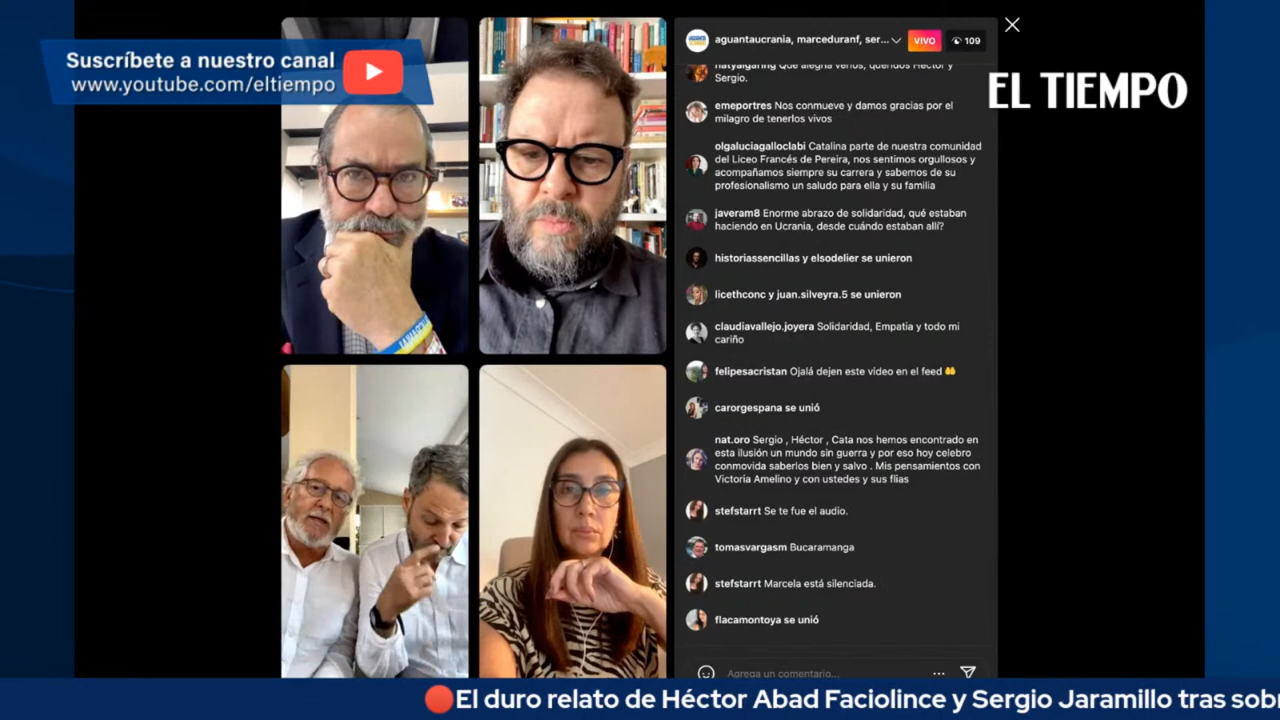 Suscríbete a nuestro canal
www.youtube.com/eltiempo
aguantaucrania, marceduranf, ser...
VIVO
109
EL TIEMPO
natyalgaring Que alegría verlos, queridos Héctor y
Sergio.
emeportres Nos conmueve y damos gracias por el
milagro de tenerlos vivos
olgaluciagalloclabi Catalina parte de nuestra comunidad
del Liceo Francés de Pereira, nos sentimos orgullosos y
acompañamos siempre su carrera y sabemos de su
profesionalismo un saludo para ella y su familia
javeram8 Enorme abrazo de solidaridad, qué estaban
haciendo en Ucrania, desde cuándo estaban allí?
historiassencillas y elsodelier se unieron
licethconc y juan.silveyra.5 se unieron
claudiavallejo.joyera Solidaridad, Empatia y todo mi
cariño
felipesacristan Ojalá dejen este video en el feed 🤲
carorgespana se unió
nat.oro Sergio , Héctor , Cata nos hemos encontrado en
esta ilusión un mundo sin guerra y por eso hoy celebro
conmovida saberlos bien y salvo . Mis pensamientos con
Victoria Amelino y con ustedes y sus flias
stefstarrt Se te fue el audio.
tomasvargasm Bucaramanga
stefstarrt Marcela está silenciada.
flacamontoya se unió
Agrega un comentario...
El duro relato de Héctor Abad Faciolince y Sergio Jaramillo tras sob